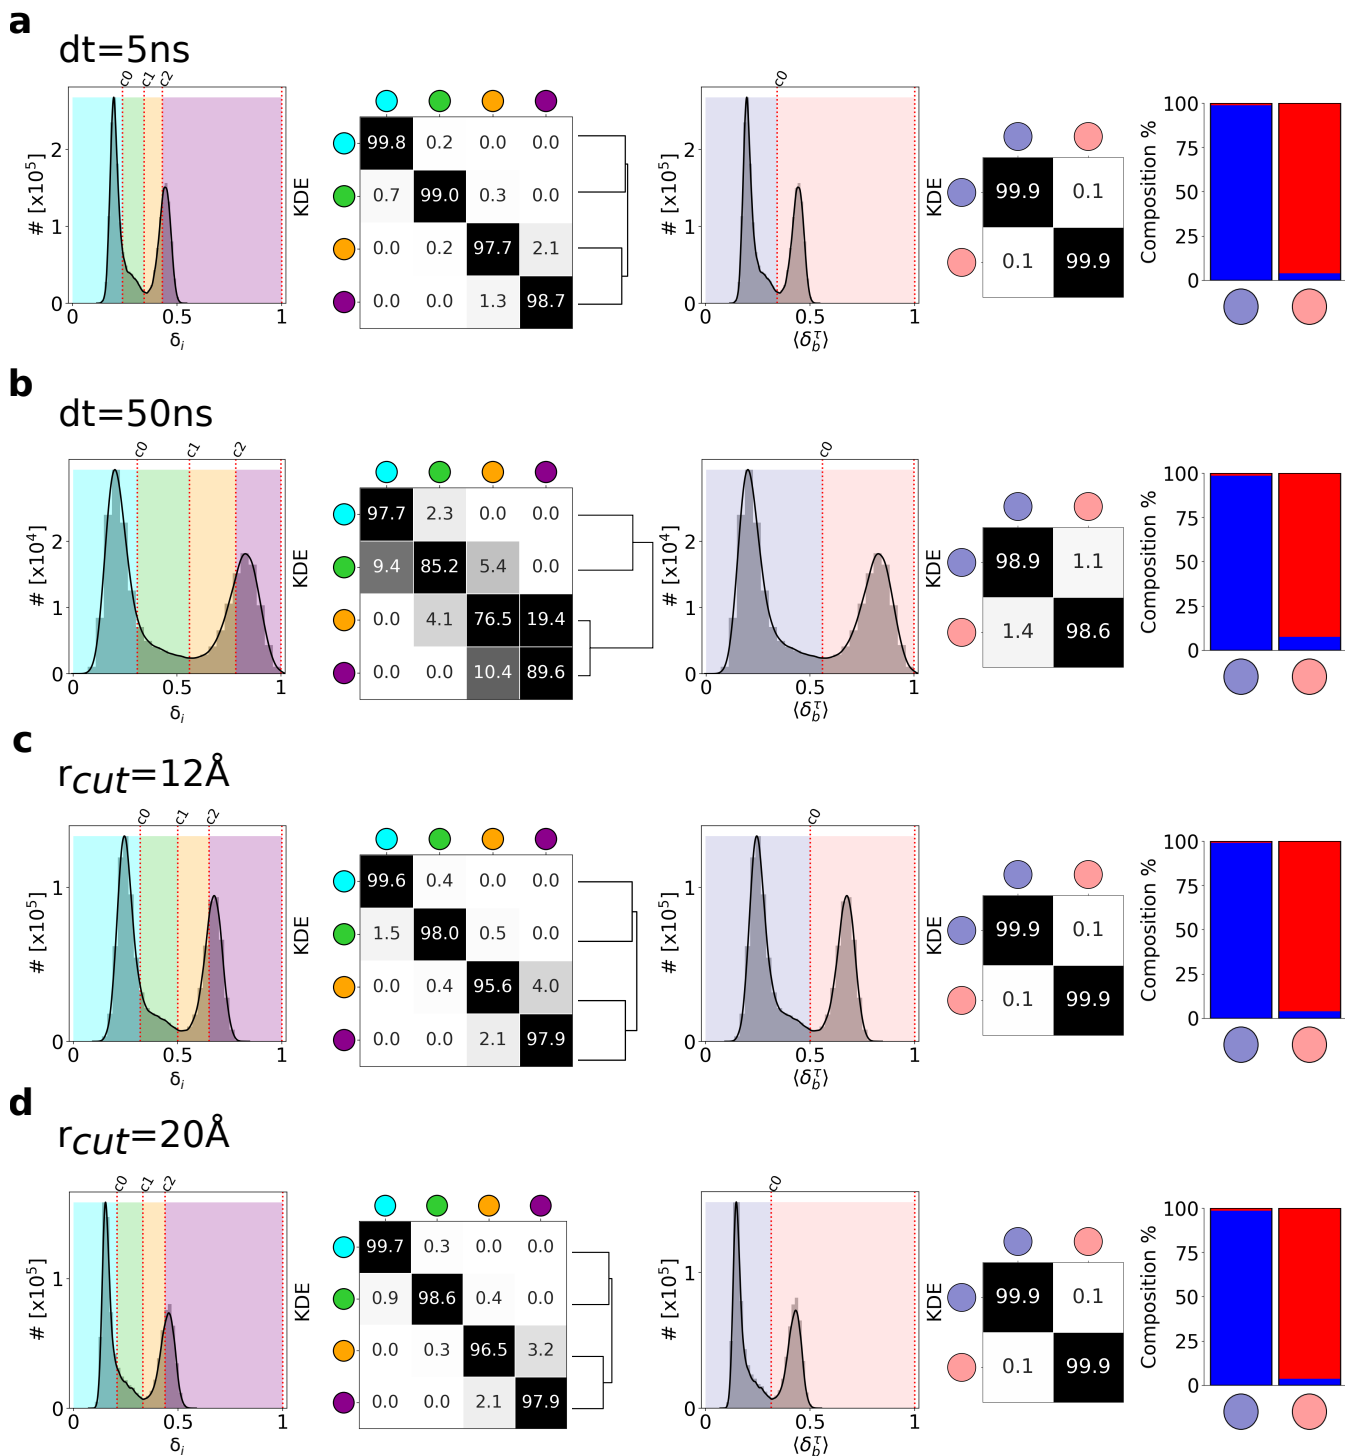 a
dt=5ns
c0 c1 c2
# [x10⁵]
2
1
0
0 0.5 1
δᵢ
KDE
99.8 0.2 0.0 0.0
0.7 99.0 0.3 0.0
0.0 0.2 97.7 2.1
0.0 0.0 1.3 98.7
c0
# [x10⁵]
2
1
0
0 0.5 1
⟨δ_b^τ⟩
KDE
99.9 0.1
0.1 99.9
Composition %
100
75
50
25
0
b
dt=50ns
c0 c1 c2
# [x10⁴]
2
1
0
0 0.5 1
δᵢ
KDE
97.7 2.3 0.0 0.0
9.4 85.2 5.4 0.0
0.0 4.1 76.5 19.4
0.0 0.0 10.4 89.6
c0
# [x10⁴]
2
1
0
0 0.5 1
⟨δ_b^τ⟩
KDE
98.9 1.1
1.4 98.6
Composition %
100
75
50
25
0
c
r_cut=12Å
c0 c1 c2
# [x10⁵]
1
0
0 0.5 1
δᵢ
KDE
99.6 0.4 0.0 0.0
1.5 98.0 0.5 0.0
0.0 0.4 95.6 4.0
0.0 0.0 2.1 97.9
c0
# [x10⁵]
1
0
0 0.5 1
⟨δ_b^τ⟩
KDE
99.9 0.1
0.1 99.9
Composition %
100
75
50
25
0
d
r_cut=20Å
c0 c1 c2
# [x10⁵]
1
0
0 0.5 1
δᵢ
KDE
99.7 0.3 0.0 0.0
0.9 98.6 0.4 0.0
0.0 0.3 96.5 3.2
0.0 0.0 2.1 97.9
c0
# [x10⁵]
1
0
0 0.5 1
⟨δ_b^τ⟩
KDE
99.9 0.1
0.1 99.9
Composition %
100
75
50
25
0